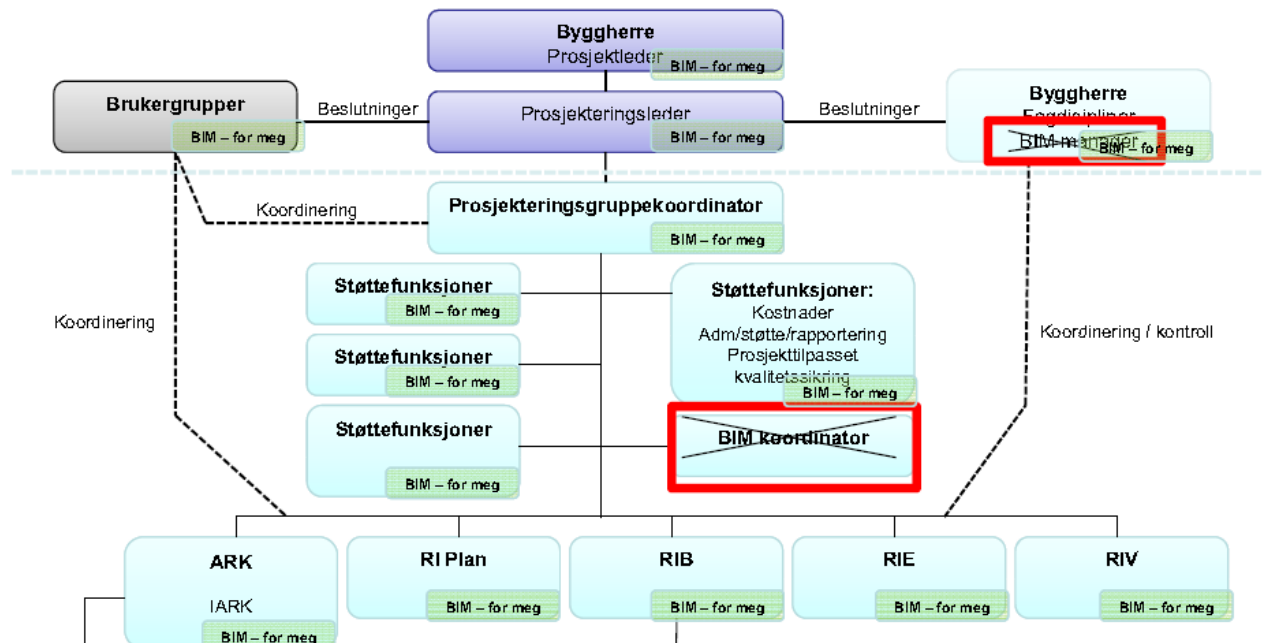 Byggherre
Prosjektleder
BIM – for meg
Brukergrupper
BIM – for meg
Beslutninger
Prosjekteringsleder
BIM – for meg
Beslutninger
Byggherre
Fagdisipliner
BIM-manager
BIM – for meg
Koordinering
Prosjekteringsgruppekoordinator
BIM – for meg
Støttefunksjoner
BIM – for meg
Støttefunksjoner:
Kostnader
Adm/støtte/rapportering
Prosjekttilpasset
kvalitetssikring
BIM – for meg
Koordinering
Koordinering / kontroll
Støttefunksjoner
BIM – for meg
Støttefunksjoner
BIM – for meg
BIM koordinator
ARK
IARK
BIM – for meg
RI Plan
BIM – for meg
RIB
BIM – for meg
RIE
BIM – for meg
RIV
BIM – for meg